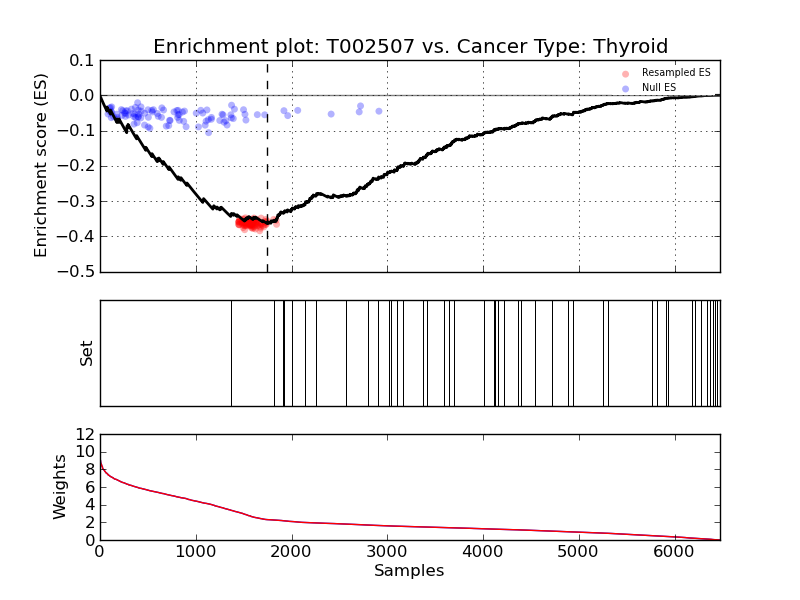 Enrichment plot: T002507 vs. Cancer Type: Thyroid
Enrichment score (ES)
0.1
0.0
−0.1
−0.2
−0.3
−0.4
−0.5
Resampled ES
Null ES
Set
Weights
12
10
8
6
4
2
0
0 1000 2000 3000 4000 5000 6000
Samples